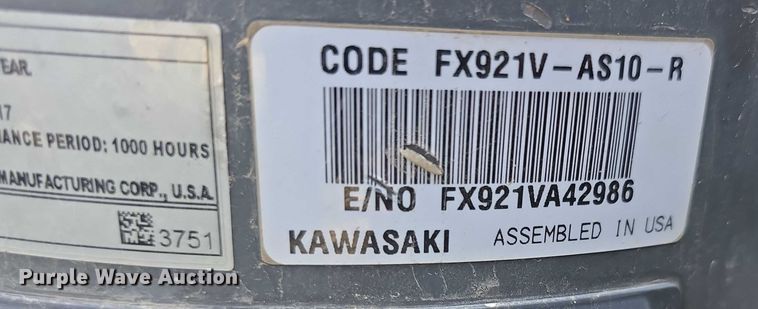 EAR
17
ANCE PERIOD: 1000 HOURS
MANUFACTURING CORP., U.S.A.
3751
CODE FX921V-AS10-R
E/NO FX921VA42986
KAWASAKI ASSEMBLED IN USA
Purple Wave Auction